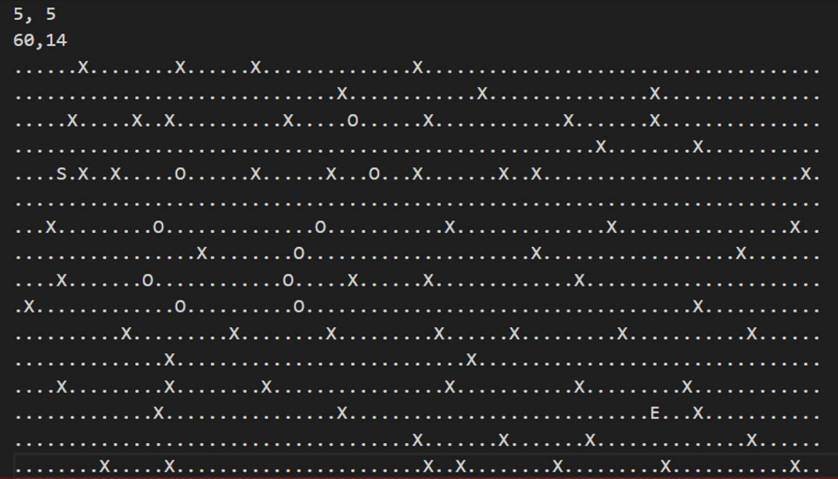 5, 5
60,14
......X........X......X..............X.....................................
..............................X............X...............X...............
.....X.....X..X..........X.....O......X............X.......X...............
......................................................X........X...........
....S.X..X.....O......X......X...O...X.......X..X........................X.
...........................................................................
...X.........O..............O...........X..............X................X..
.................X........O.....................X..................X.......
....X.......O............O.....X......X.............X......................
.X.............O..........O....................................X...........
..........X.........X........X.........X......X.........X...........X......
..............X...........................X................................
....X.........X........X................X...........X.........X............
.............X................X............................E...X...........
.....................................X.......X.......X..............X......
........X.....X.......................X..X........X.........X...........X..